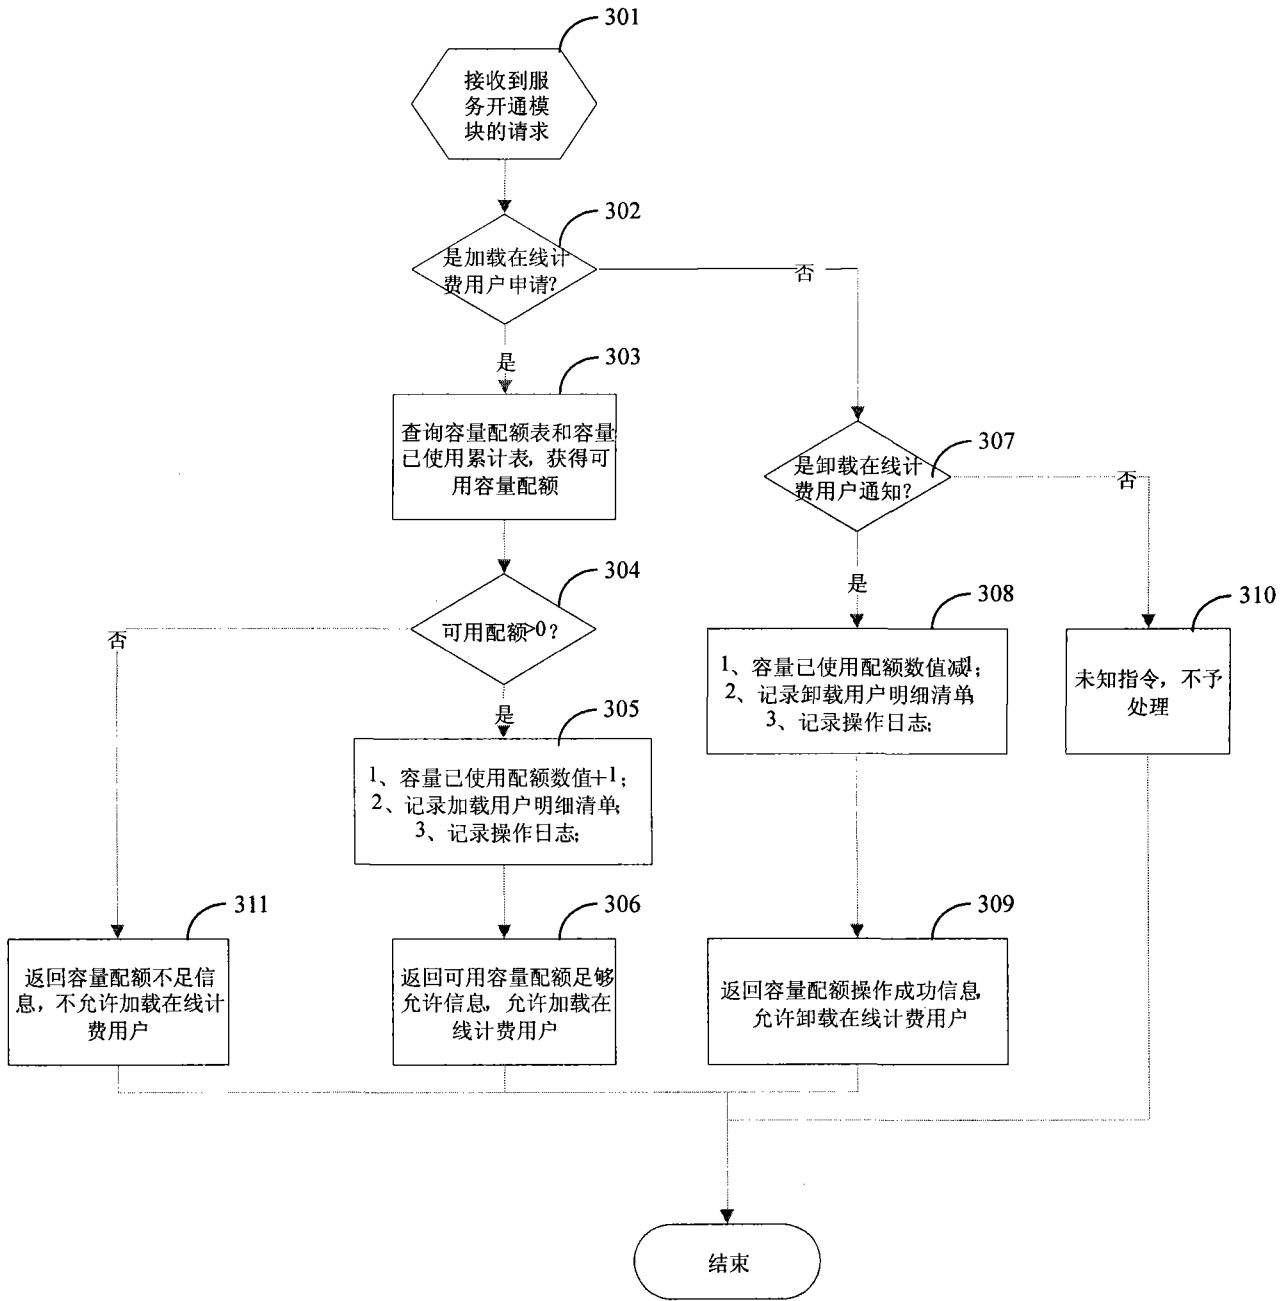 301
接收到服
务开通模
块的请求
302
是加载在线计
费用户申请?
否
是
303
查询容量配额表和容量
已使用累计表,获得可
用容量配额
307
是卸载在线计
费用户通知?
否
是
304
可用配额>0?
否
是
305
1、容量已使用配额数值+1;
2、记录加载用户明细清单;
3、记录操作日志;
308
1、容量已使用配额数值减1;
2、记录卸载用户明细清单;
3、记录操作日志;
310
未知指令,不予
处理
311
返回容量配额不足信
息,不允许加载在线计
费用户
306
返回可用容量配额足够
允许信息,允许加载在
线计费用户
309
返回容量配额操作成功信息,
允许卸载在线计费用户
结束